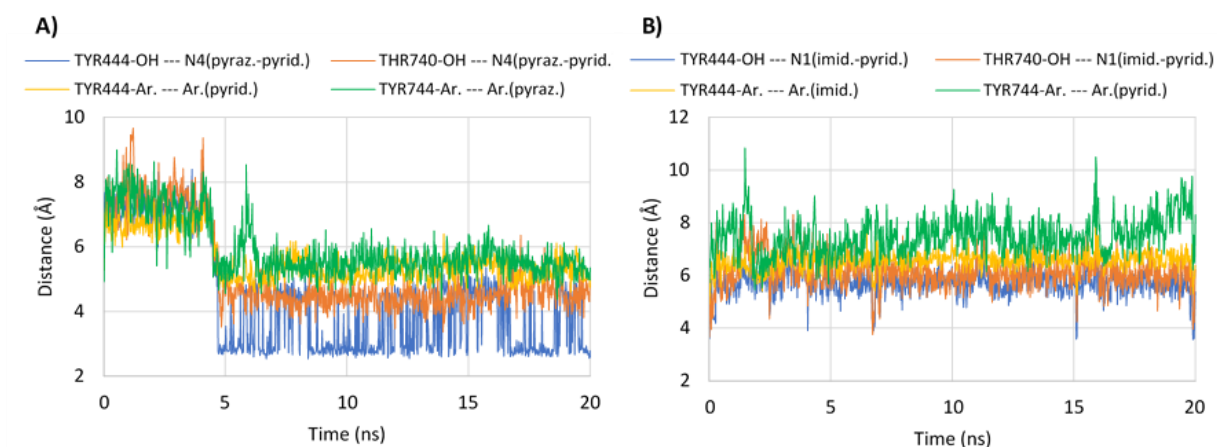 A)
TYR444-OH --- N4(pyraz.-pyrid.)
THR740-OH --- N4(pyraz.-pyrid.
TYR444-Ar. --- Ar.(pyrid.)
TYR744-Ar. --- Ar.(pyraz.)
Distance (Å)
10
8
6
4
2
0
5
10
15
20
Time (ns)
B)
TYR444-OH --- N1(imid.-pyrid.)
THR740-OH --- N1(imid.-pyrid.)
TYR444-Ar. --- Ar.(imid.)
TYR744-Ar. --- Ar.(pyrid.)
Distance (Å)
12
10
8
6
4
2
0
5
10
15
20
Time (ns)